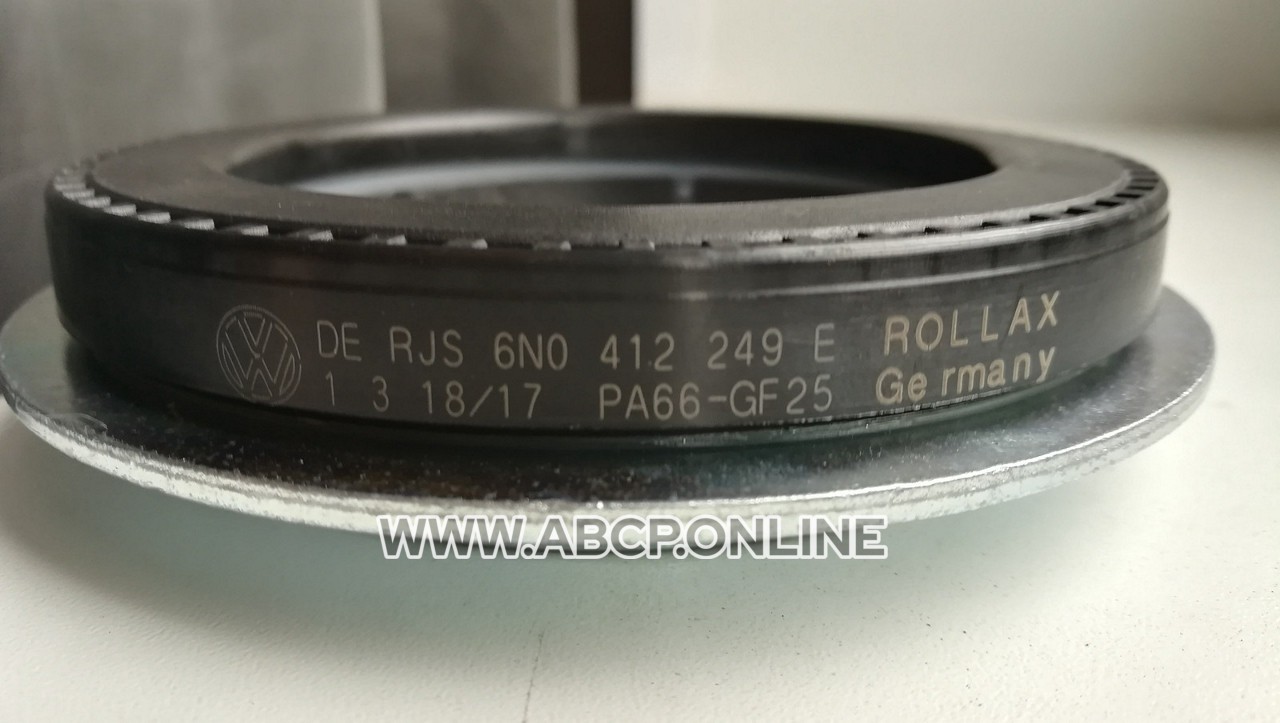 DE RJS 6N0 412 249 E ROLLAX
1 3 18/17 PA66-GF25 Germany
WWW.ABCP.ONLINE